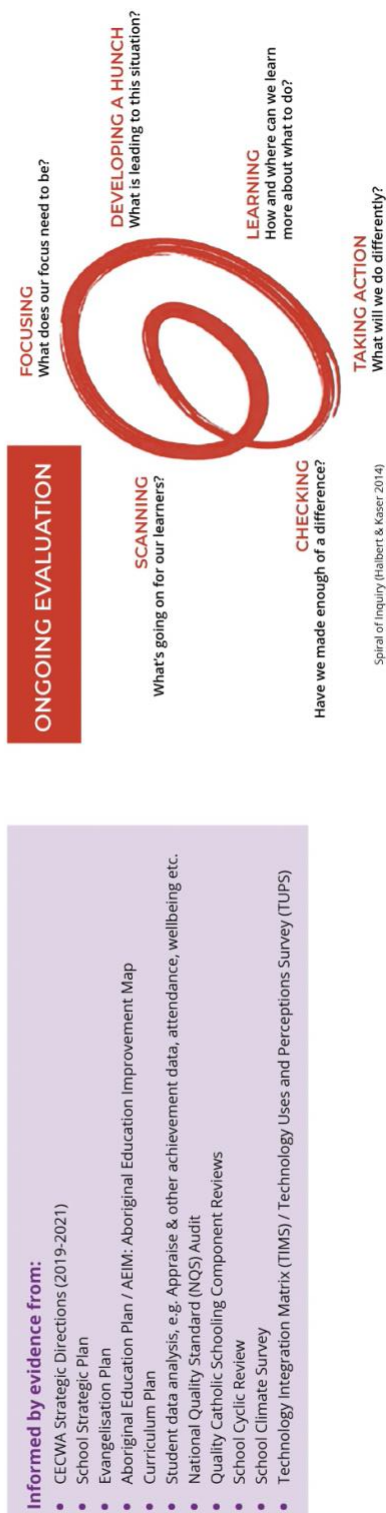 Informed by evidence from:
• CECWA Strategic Directions (2019-2021)
• School Strategic Plan
• Evangelisation Plan
• Aboriginal Education Plan / AEIM: Aboriginal Education Improvement Map
• Curriculum Plan
• Student data analysis, e.g. Appraise & other achievement data, attendance, wellbeing etc.
• National Quality Standard (NQS) Audit
• Quality Catholic Schooling Component Reviews
• School Cyclic Review
• School Climate Survey
• Technology Integration Matrix (TIMS) / Technology Uses and Perceptions Survey (TUPS)
ONGOING EVALUATION
SCANNING
What's going on for our learners?
FOCUSING
What does our focus need to be?
DEVELOPING A HUNCH
What is leading to this situation?
LEARNING
How and where can we learn
more about what to do?
TAKING ACTION
What will we do differently?
CHECKING
Have we made enough of a difference?
Spiral of Inquiry (Halbert & Kaser 2014)